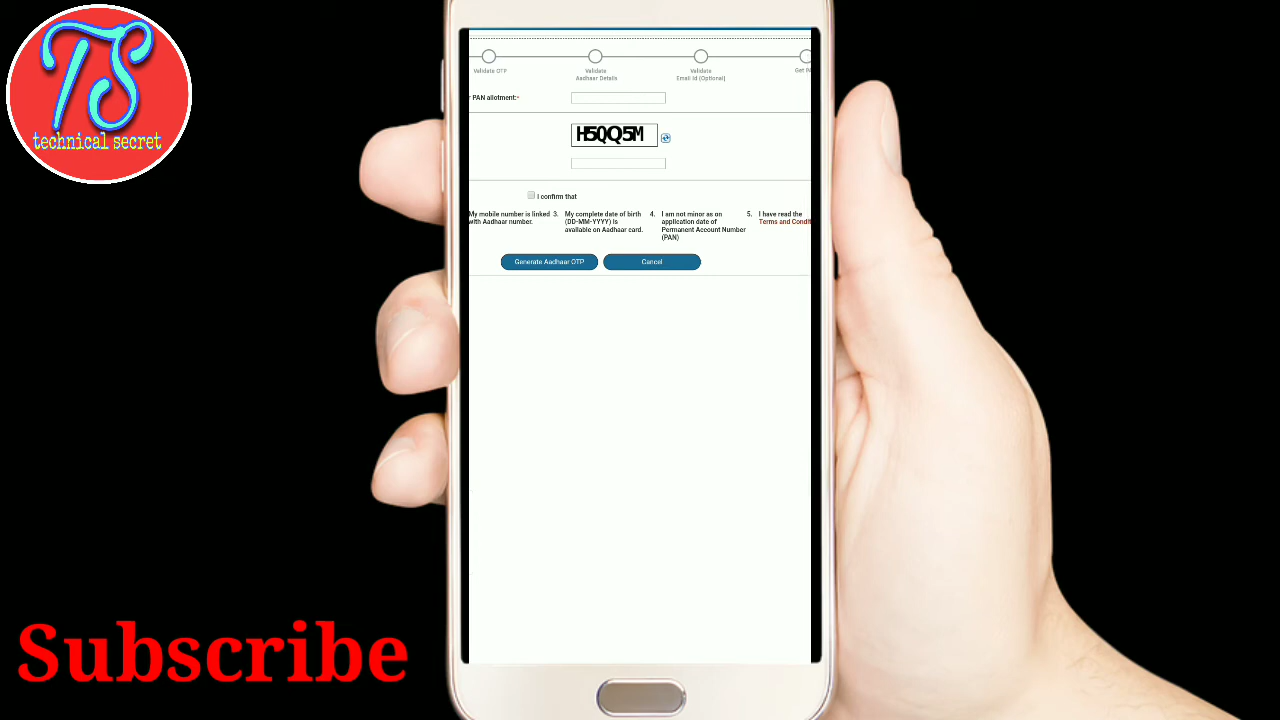 technical secret
Validate OTP
Validate
Aadhaar Details
Validate
Email Id (Optional)
Get
* PAN allotment:*
H5QQ5M
I confirm that
My mobile number is linked
with Aadhaar number.
3. My complete date of birth
(DD-MM-YYYY) is
available on Aadhaar card.
4. I am not minor as on
application date of
Permanent Account Number
(PAN)
5. I have read the
Terms and
Generate Aadhaar OTP
Cancel
Subscribe